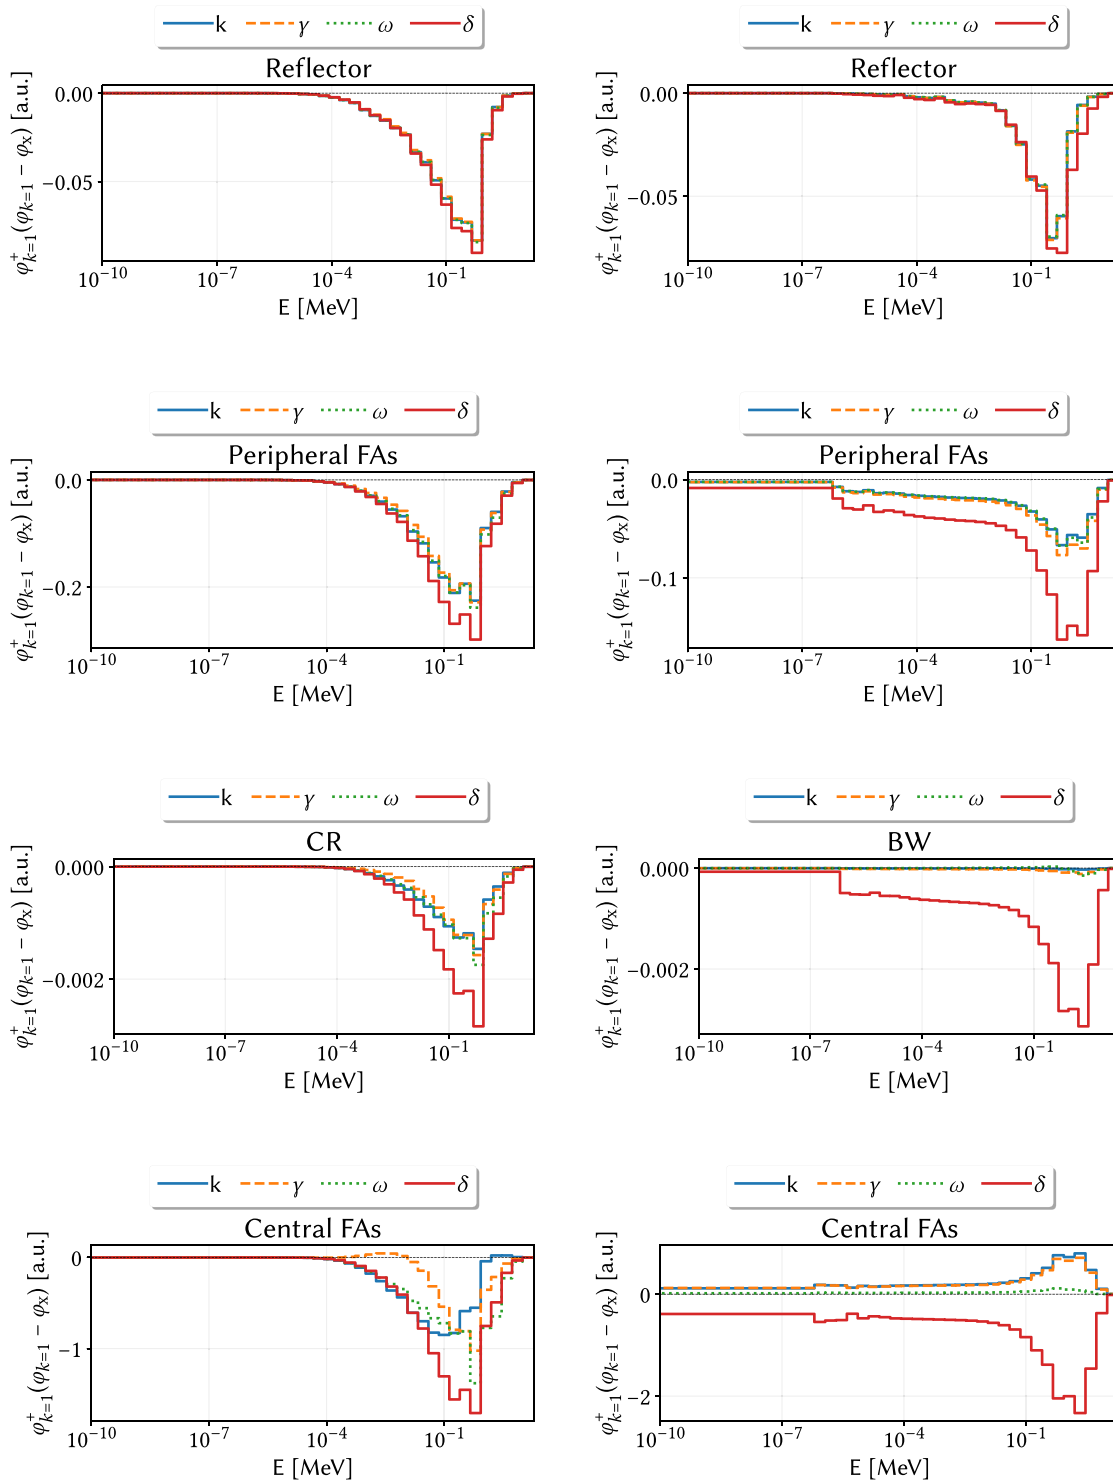 k γ ω δ
Reflector
φ⁺ₖ₌₁(φₖ₌₁ − φₓ) [a.u.]
0.00
−0.05
10⁻¹⁰ 10⁻⁷ 10⁻⁴ 10⁻¹
E [MeV]
k γ ω δ
Reflector
φ⁺ₖ₌₁(φₖ₌₁ − φₓ) [a.u.]
0.00
−0.05
10⁻¹⁰ 10⁻⁷ 10⁻⁴ 10⁻¹
E [MeV]
k γ ω δ
Peripheral FAs
φ⁺ₖ₌₁(φₖ₌₁ − φₓ) [a.u.]
0.0
−0.2
10⁻¹⁰ 10⁻⁷ 10⁻⁴ 10⁻¹
E [MeV]
k γ ω δ
Peripheral FAs
φ⁺ₖ₌₁(φₖ₌₁ − φₓ) [a.u.]
0.0
−0.1
10⁻¹⁰ 10⁻⁷ 10⁻⁴ 10⁻¹
E [MeV]
k γ ω δ
CR
φ⁺ₖ₌₁(φₖ₌₁ − φₓ) [a.u.]
0.000
−0.002
10⁻¹⁰ 10⁻⁷ 10⁻⁴ 10⁻¹
E [MeV]
k γ ω δ
BW
φ⁺ₖ₌₁(φₖ₌₁ − φₓ) [a.u.]
0.000
−0.002
10⁻¹⁰ 10⁻⁷ 10⁻⁴ 10⁻¹
E [MeV]
k γ ω δ
Central FAs
φ⁺ₖ₌₁(φₖ₌₁ − φₓ) [a.u.]
0
−1
10⁻¹⁰ 10⁻⁷ 10⁻⁴ 10⁻¹
E [MeV]
k γ ω δ
Central FAs
φ⁺ₖ₌₁(φₖ₌₁ − φₓ) [a.u.]
0
−2
10⁻¹⁰ 10⁻⁷ 10⁻⁴ 10⁻¹
E [MeV]